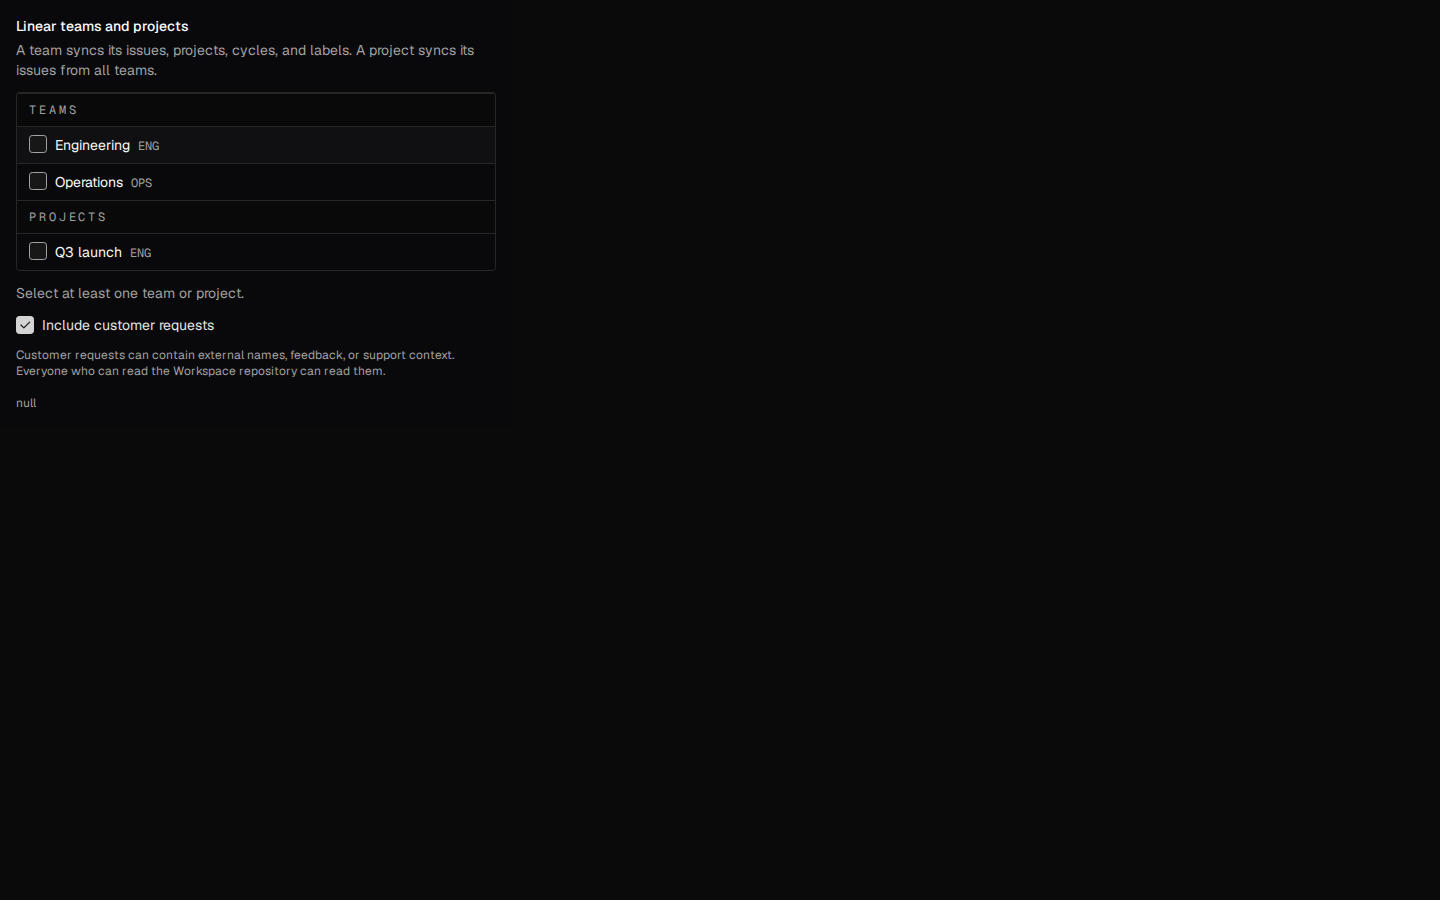 Linear teams and projects
A team syncs its issues, projects, cycles, and labels. A project syncs its
issues from all teams.
TEAMS
Engineering ENG
Operations OPS
PROJECTS
Q3 launch ENG
Select at least one team or project.
Include customer requests
Customer requests can contain external names, feedback, or support context.
Everyone who can read the Workspace repository can read them.
null